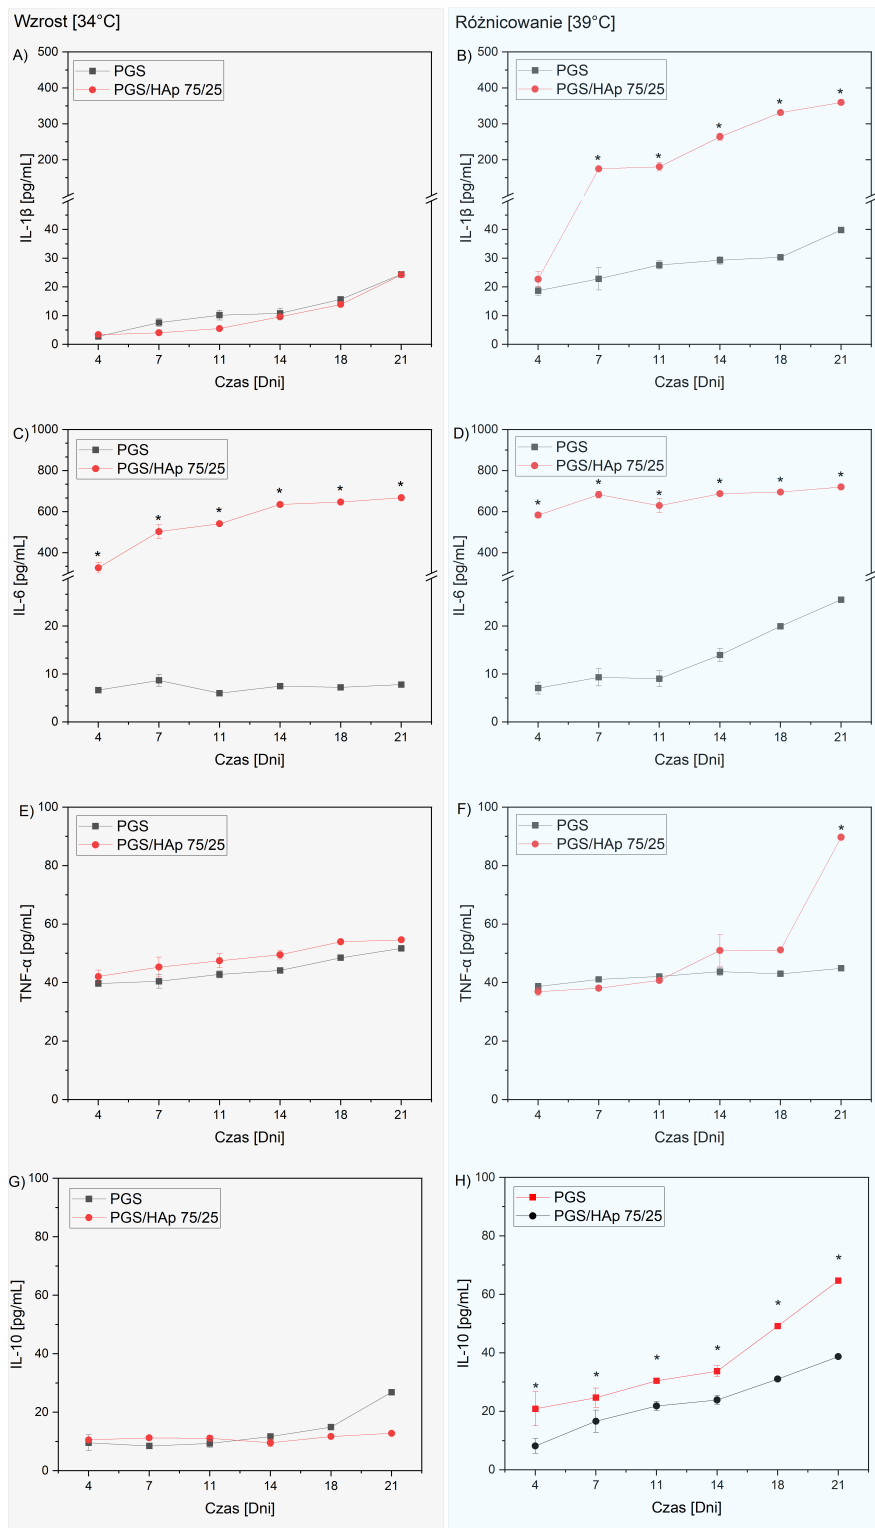 Wzrost [34°C]
Różnicowanie [39°C]
A)
500
400
300
200
40
30
20
10
0
IL-1β [pg/mL]
PGS
PGS/HAp 75/25
4 7 11 14 18 21
Czas [Dni]
B)
500
400
300
200
40
30
20
10
0
IL-1β [pg/mL]
PGS
PGS/HAp 75/25
* * * * *
4 7 11 14 18 21
Czas [Dni]
C)
1000
800
600
400
20
10
0
IL-6 [pg/mL]
PGS
PGS/HAp 75/25
* * * * * *
4 7 11 14 18 21
Czas [Dni]
D)
1000
800
600
400
20
10
0
IL-6 [pg/mL]
PGS
PGS/HAp 75/25
* * * * * *
4 7 11 14 18 21
Czas [Dni]
E)
100
80
60
40
20
0
TNF-α [pg/mL]
PGS
PGS/HAp 75/25
4 7 11 14 18 21
Czas [Dni]
F)
100
80
60
40
20
0
TNF-α [pg/mL]
PGS
PGS/HAp 75/25
*
4 7 11 14 18 21
Czas [Dni]
G)
100
80
60
40
20
0
IL-10 [pg/mL]
PGS
PGS/HAp 75/25
4 7 11 14 18 21
Czas [Dni]
H)
100
80
60
40
20
0
IL-10 [pg/mL]
PGS
PGS/HAp 75/25
* * * * * *
4 7 11 14 18 21
Czas [Dni]